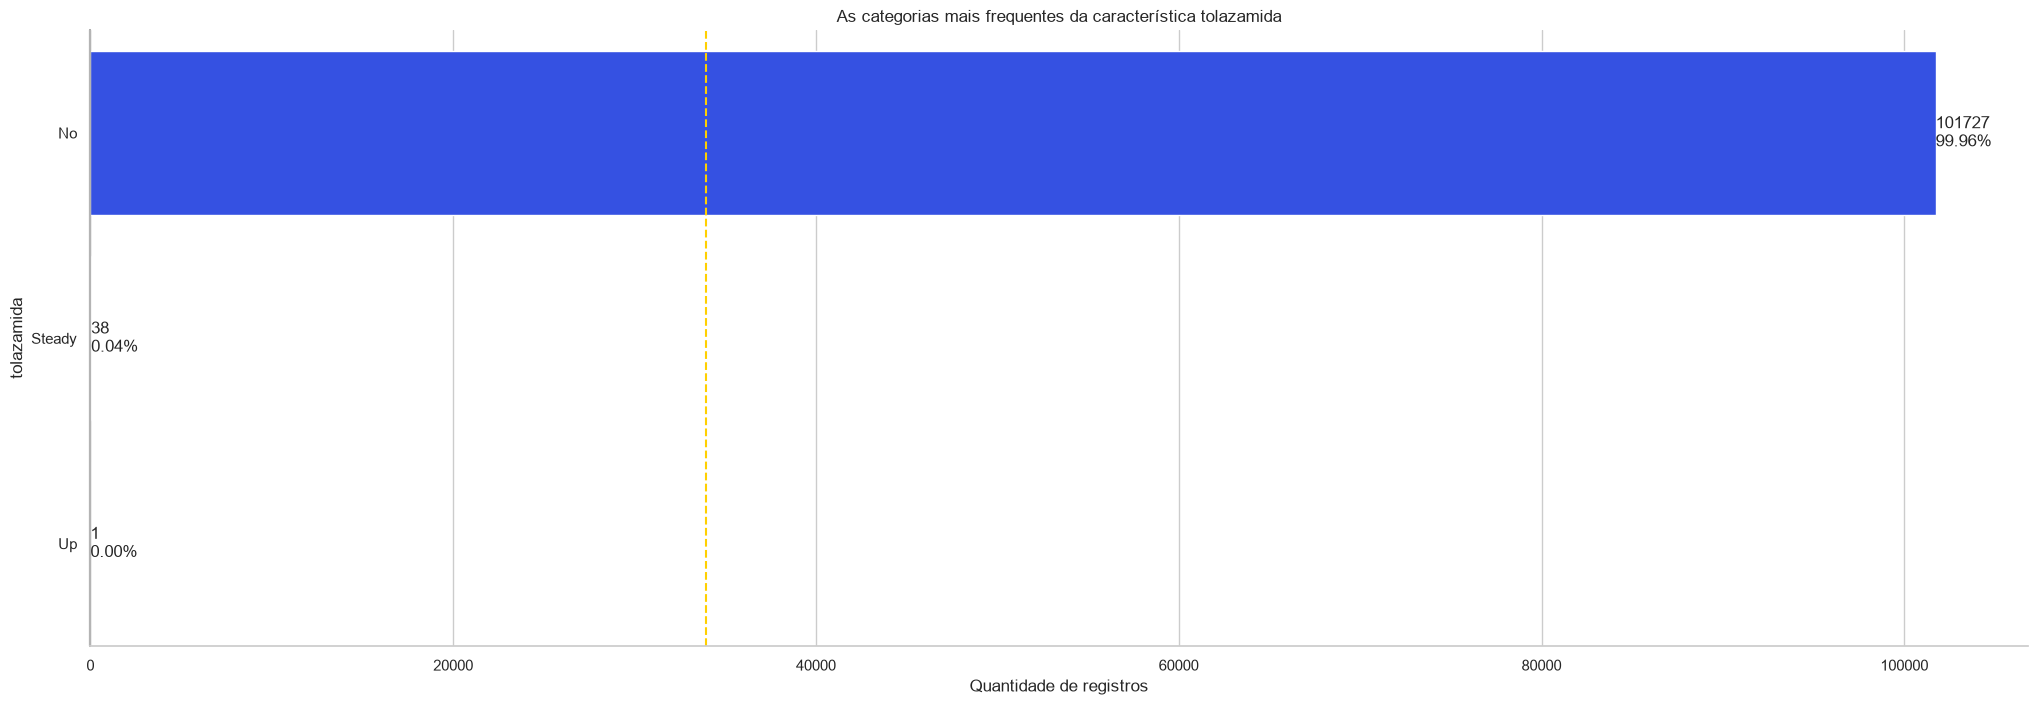 As categorias mais frequentes da característica tolazamida
No
101727
99.96%
tolazamida
Steady
38
0.04%
Up
1
0.00%
0
20000
40000
60000
80000
100000
Quantidade de registros